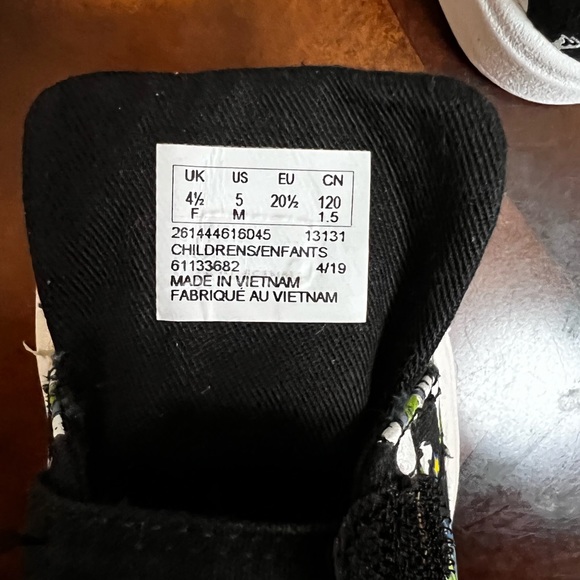 UK US EU CN
4½ 5 20½ 120
F M 1.5
261444616045 13131
CHILDRENS/ENFANTS
61133682 4/19
MADE IN VIETNAM
FABRIQUÉ AU VIETNAM